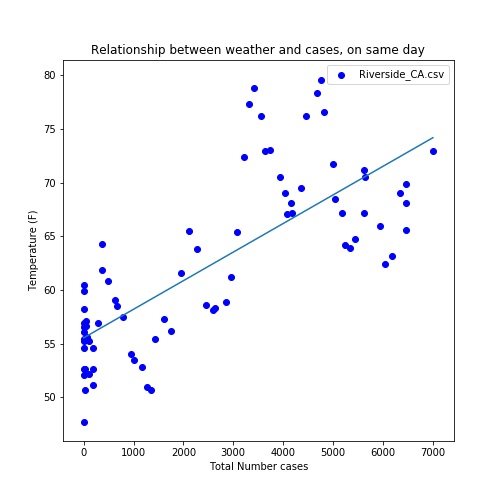 Relationship between weather and cases, on same day
Riverside_CA.csv
80
75
70
65
60
55
50
Temperature (F)
0 1000 2000 3000 4000 5000 6000 7000
Total Number cases